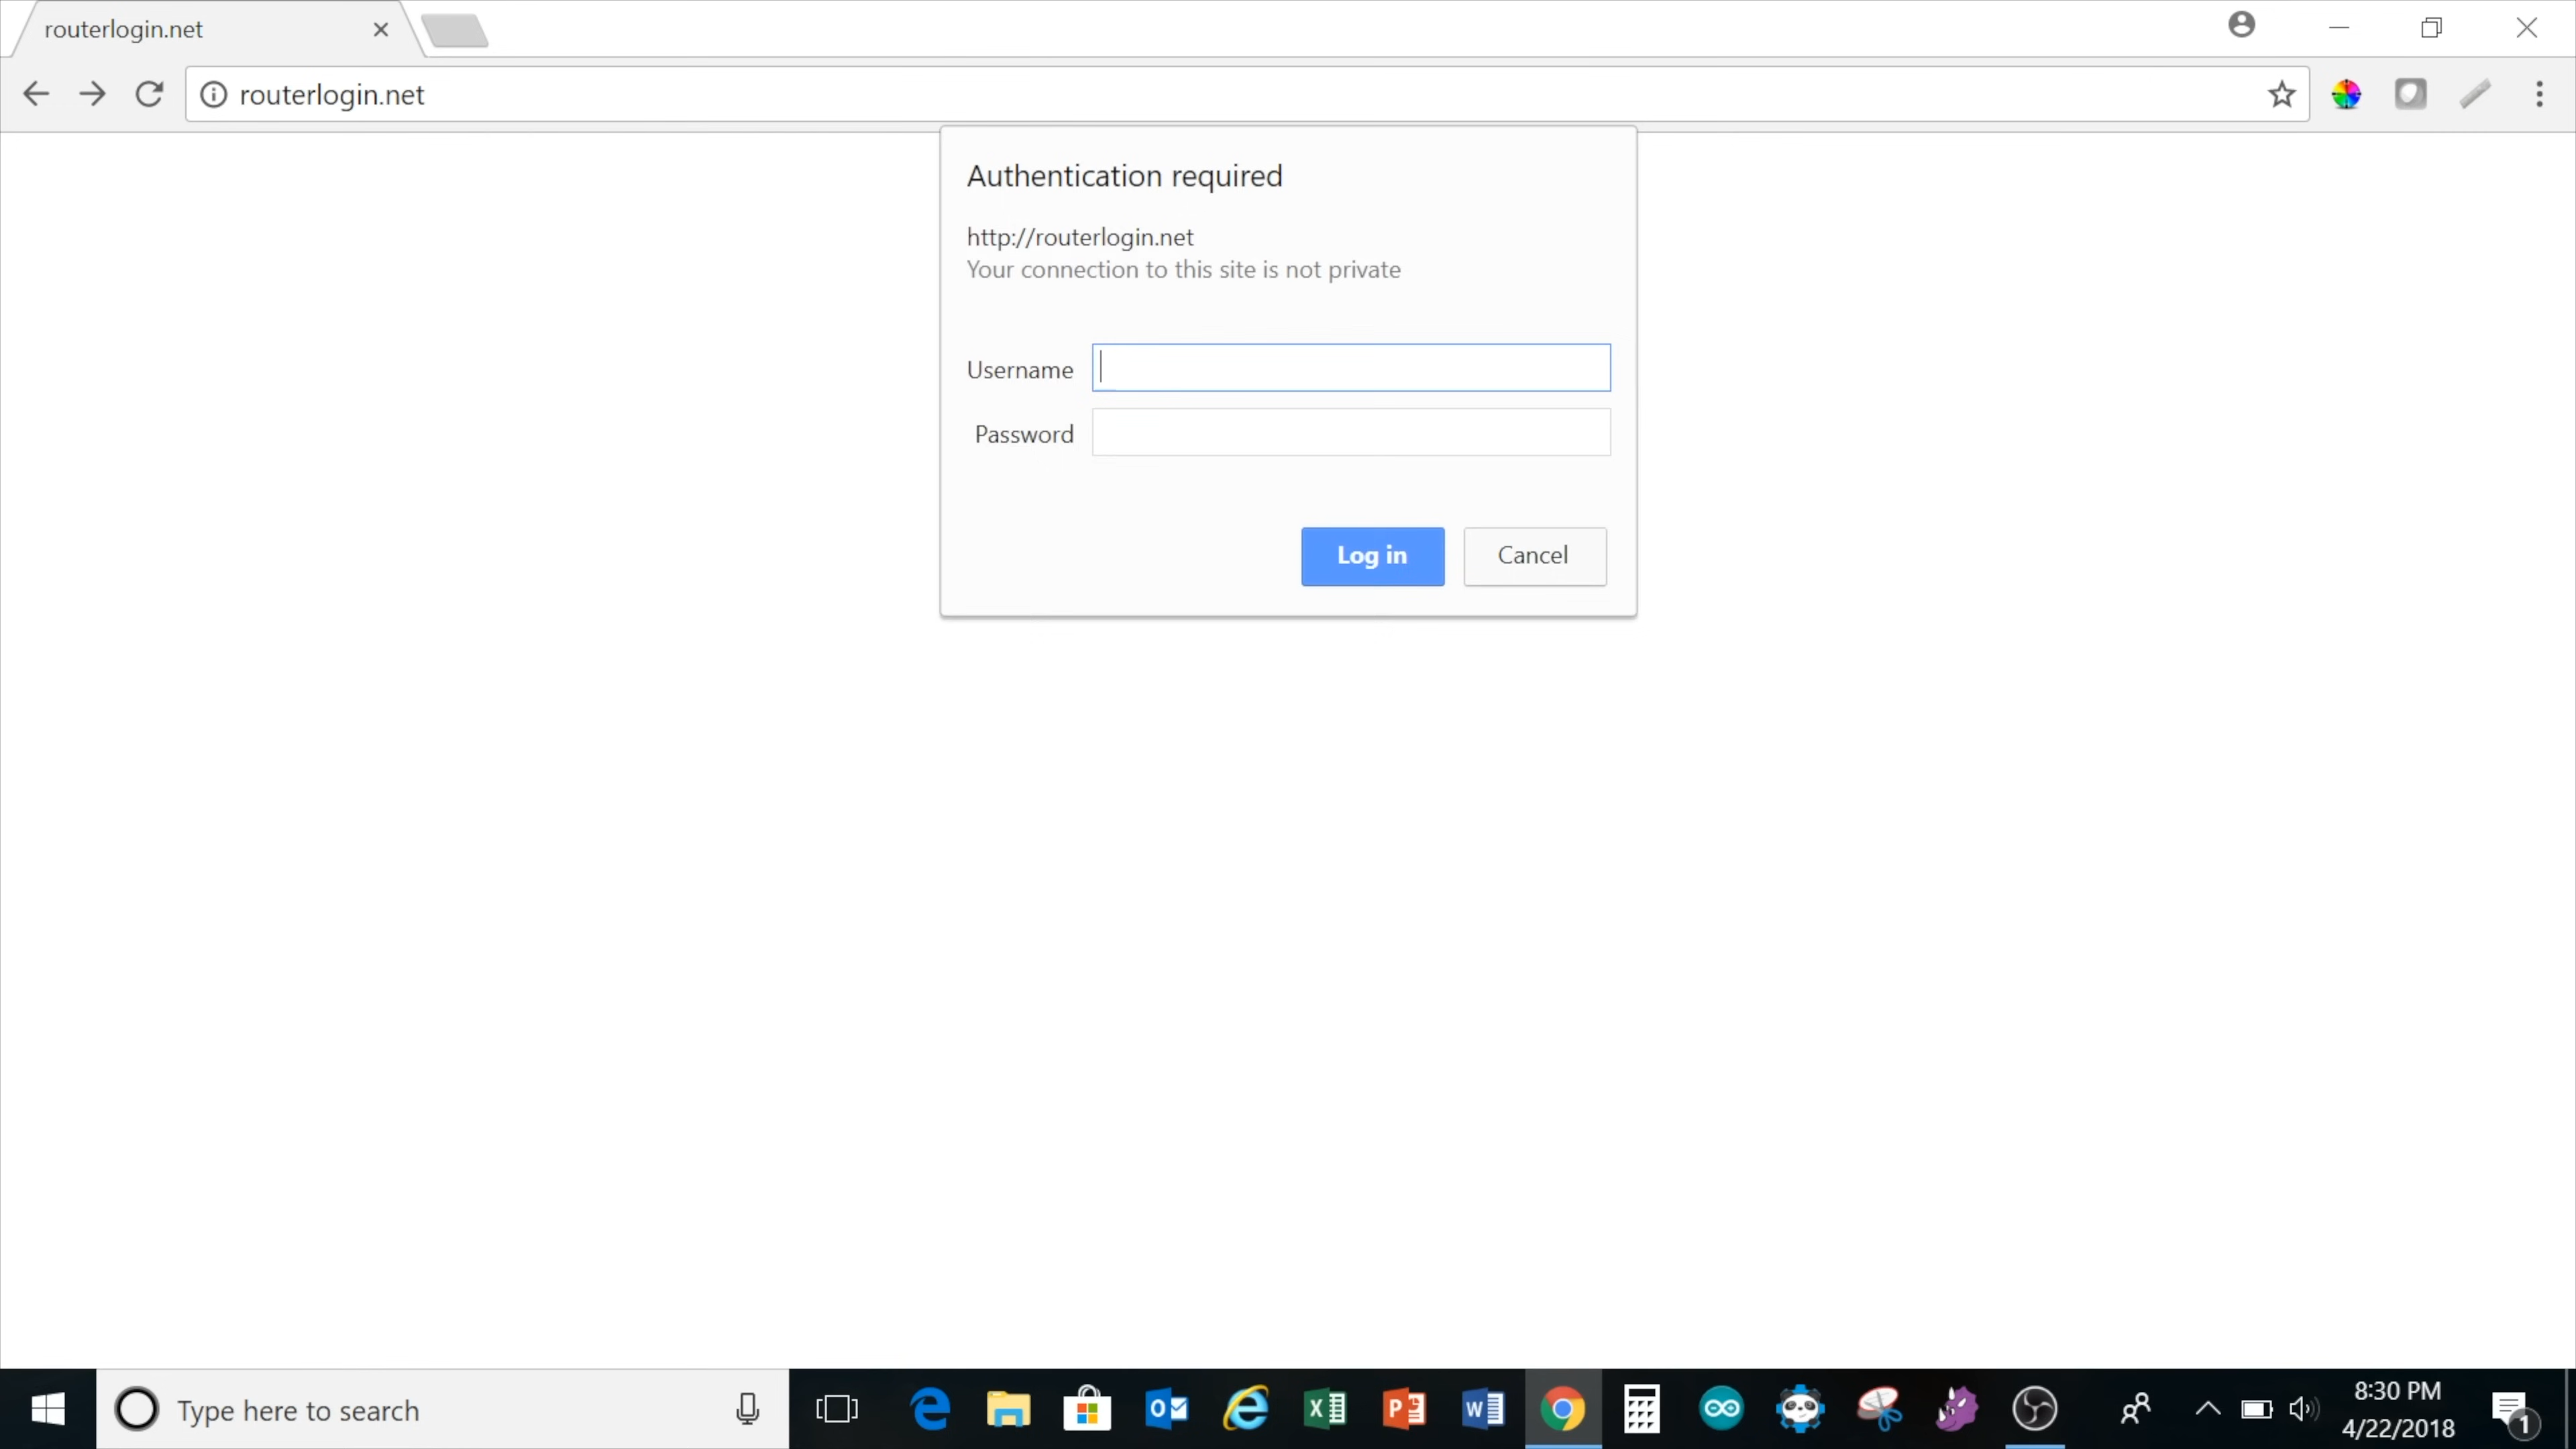 routerlogin.net
routerlogin.net
Authentication required
http://routerlogin.net
Your connection to this site is not private
Username
Password
Log in
Cancel
Type here to search
8:30 PM
4/22/2018
1